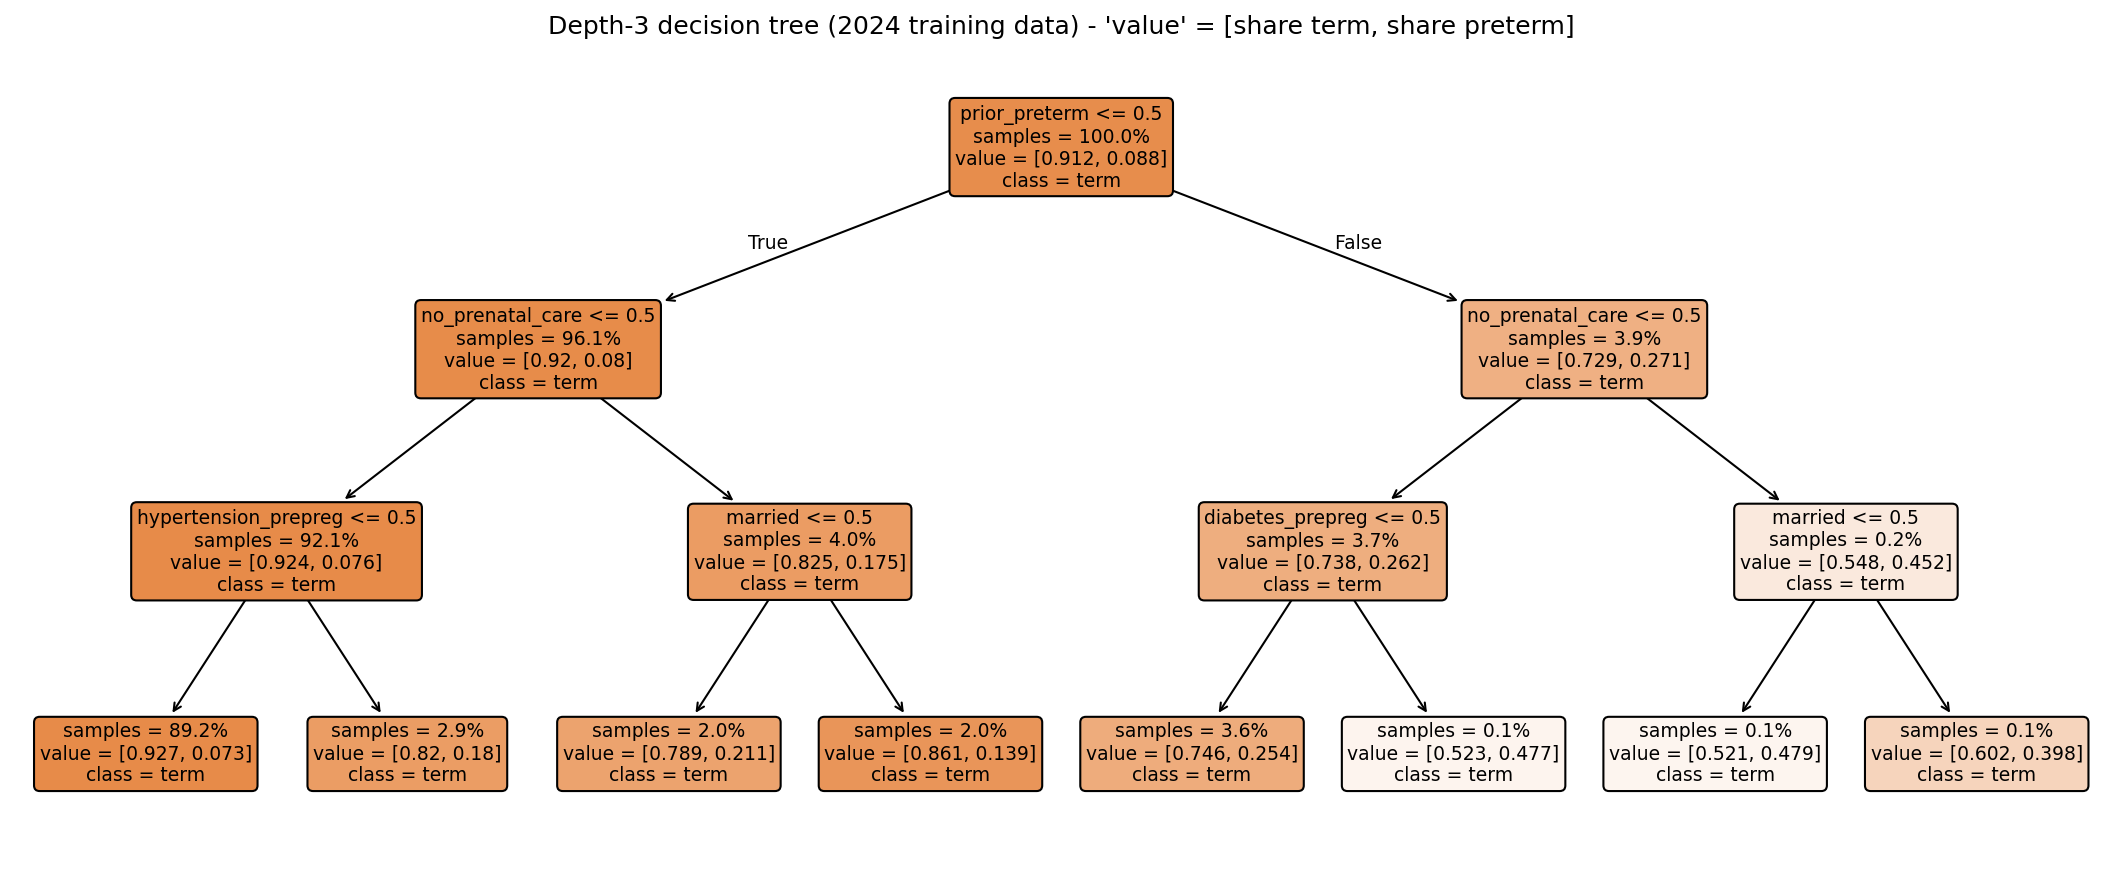 Depth-3 decision tree (2024 training data) - 'value' = [share term, share preterm]
prior_preterm <= 0.5
samples = 100.0%
value = [0.912, 0.088]
class = term
True
False
no_prenatal_care <= 0.5
samples = 96.1%
value = [0.92, 0.08]
class = term
no_prenatal_care <= 0.5
samples = 3.9%
value = [0.729, 0.271]
class = term
hypertension_prepreg <= 0.5
samples = 92.1%
value = [0.924, 0.076]
class = term
married <= 0.5
samples = 4.0%
value = [0.825, 0.175]
class = term
diabetes_prepreg <= 0.5
samples = 3.7%
value = [0.738, 0.262]
class = term
married <= 0.5
samples = 0.2%
value = [0.548, 0.452]
class = term
samples = 89.2%
value = [0.927, 0.073]
class = term
samples = 2.9%
value = [0.82, 0.18]
class = term
samples = 2.0%
value = [0.789, 0.211]
class = term
samples = 2.0%
value = [0.861, 0.139]
class = term
samples = 3.6%
value = [0.746, 0.254]
class = term
samples = 0.1%
value = [0.523, 0.477]
class = term
samples = 0.1%
value = [0.521, 0.479]
class = term
samples = 0.1%
value = [0.602, 0.398]
class = term